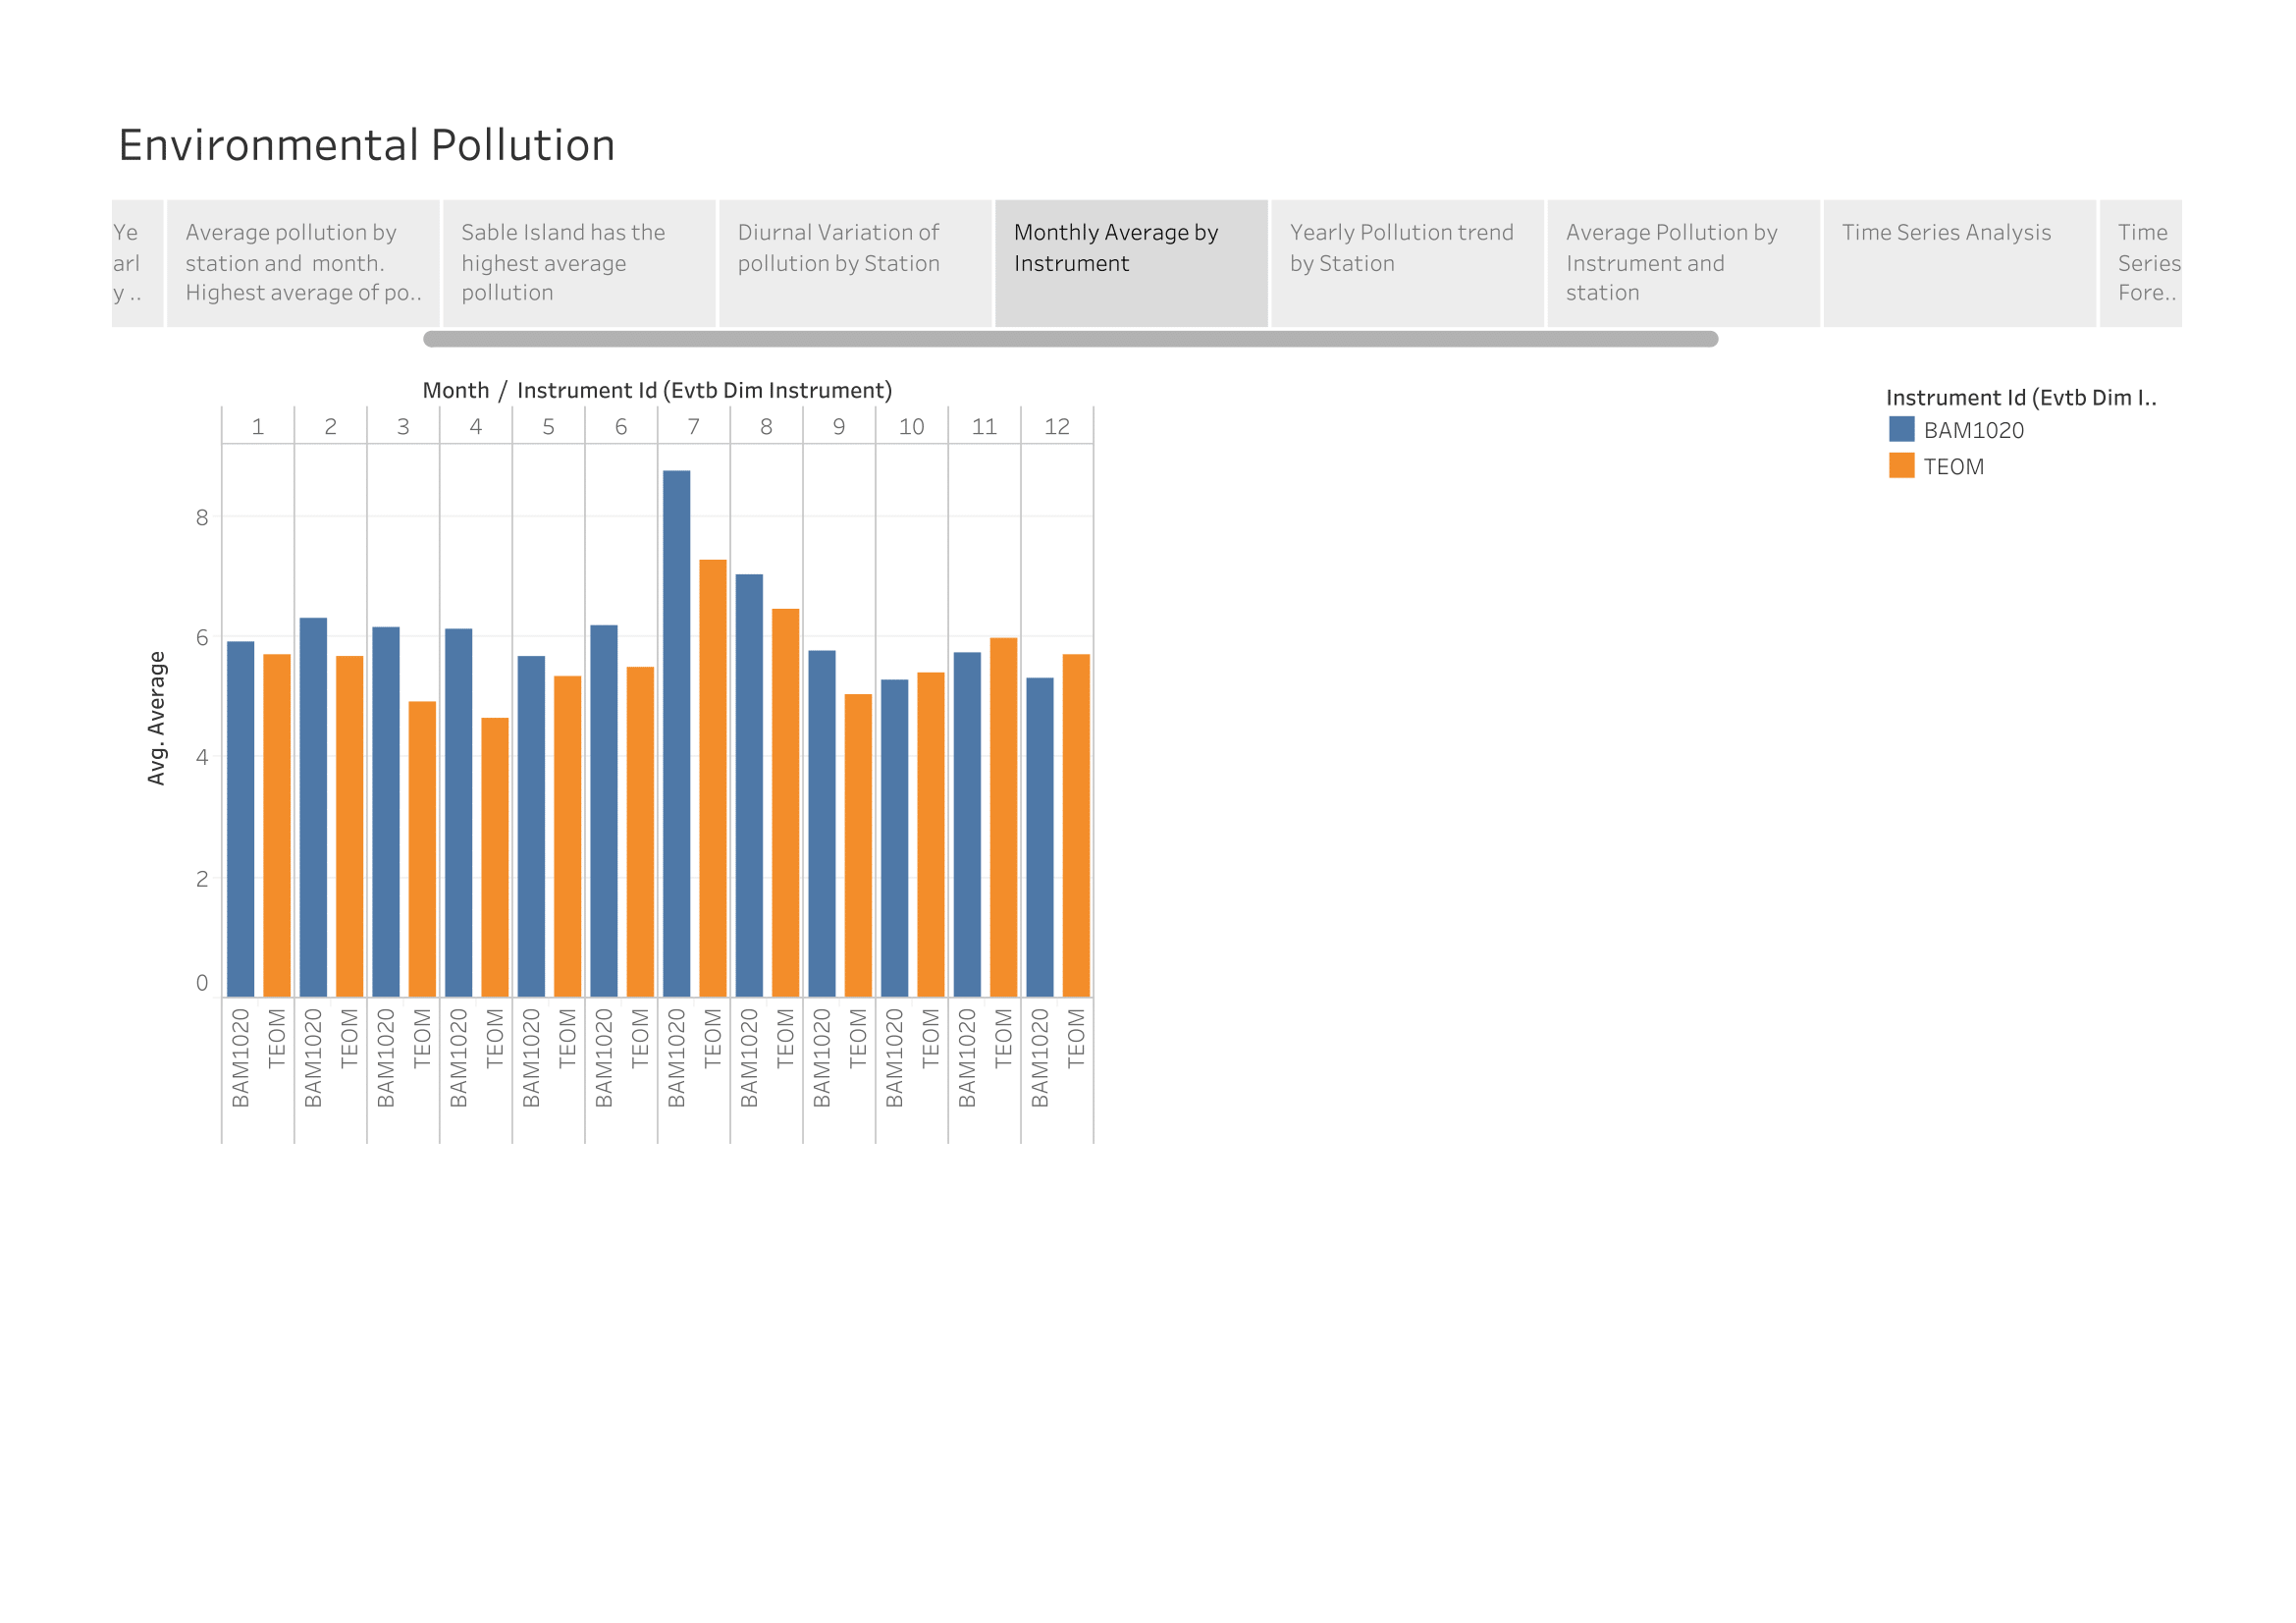 Environmental Pollution
Ye
arl
y ..
Average pollution by
station and  month.
Highest average of po..
Sable Island has the
highest average
pollution
Diurnal Variation of
pollution by Station
Monthly Average by
Instrument
Yearly Pollution trend
by Station
Average Pollution by
Instrument and
station
Time Series Analysis
Time
Series
Fore..
Month / Instrument Id (Evtb Dim Instrument)
1 2 3 4 5 6 7 8 9 10 11 12
8
6
4
2
0
Avg. Average
BAM1020 TEOM BAM1020 TEOM BAM1020 TEOM BAM1020 TEOM BAM1020 TEOM BAM1020 TEOM BAM1020 TEOM BAM1020 TEOM BAM1020 TEOM BAM1020 TEOM BAM1020 TEOM BAM1020 TEOM
Instrument Id (Evtb Dim I..
BAM1020
TEOM